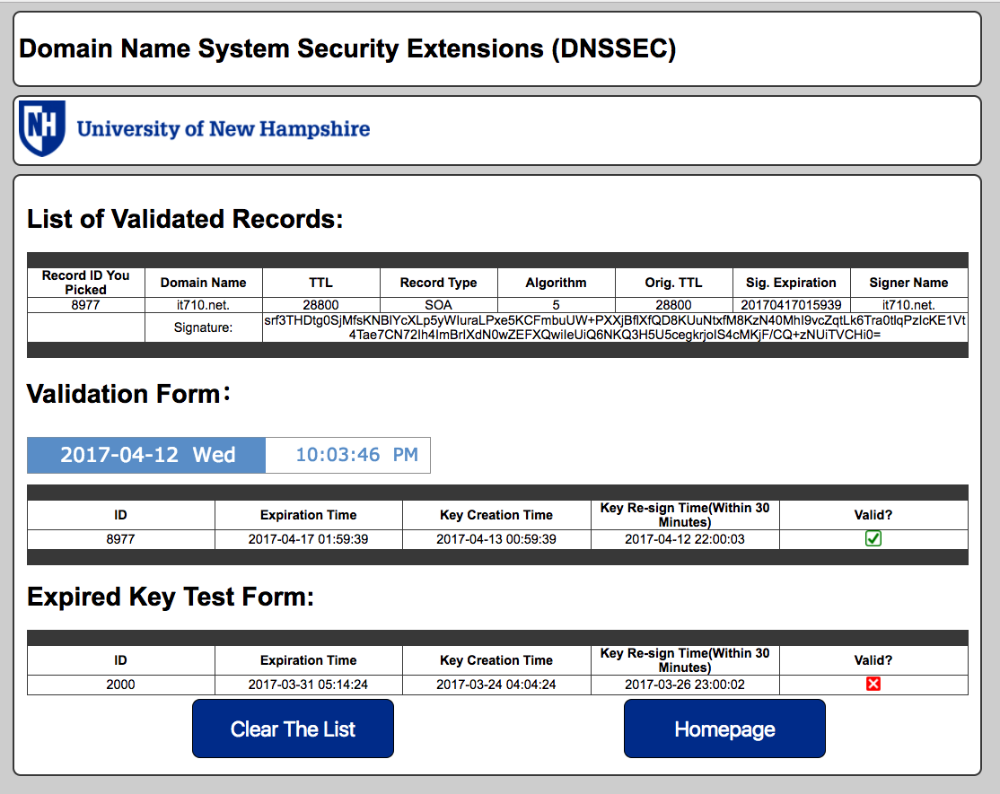 Domain Name System Security Extensions (DNSSEC)
NH University of New Hampshire
List of Validated Records:
Record ID You Picked Domain Name TTL Record Type Algorithm Orig. TTL Sig. Expiration Signer Name
8977 it710.net. 28800 SOA 5 28800 20170417015939 it710.net.
Signature: srf3THDtg0SjMfsKNBlYcXLp5yWIuraLPxe5KCFmbuUW+PXXjBflXfQD8KUuNtxfM8KzN40MhI9vcZqtLk6Tra0tlqPzIcKE1Vt
4Tae7CN72Ih4ImBrIXdN0wZEFXQwiIeUiQ6NKQ3H5U5cegkrjoIS4cMKjF/CQ+zNUiTVCHi0=
Validation Form:
2017-04-12 Wed 10:03:46 PM
ID Expiration Time Key Creation Time Key Re-sign Time(Within 30 Minutes) Valid?
8977 2017-04-17 01:59:39 2017-04-13 00:59:39 2017-04-12 22:00:03
Expired Key Test Form:
ID Expiration Time Key Creation Time Key Re-sign Time(Within 30 Minutes) Valid?
2000 2017-03-31 05:14:24 2017-03-24 04:04:24 2017-03-26 23:00:02
Clear The List Homepage